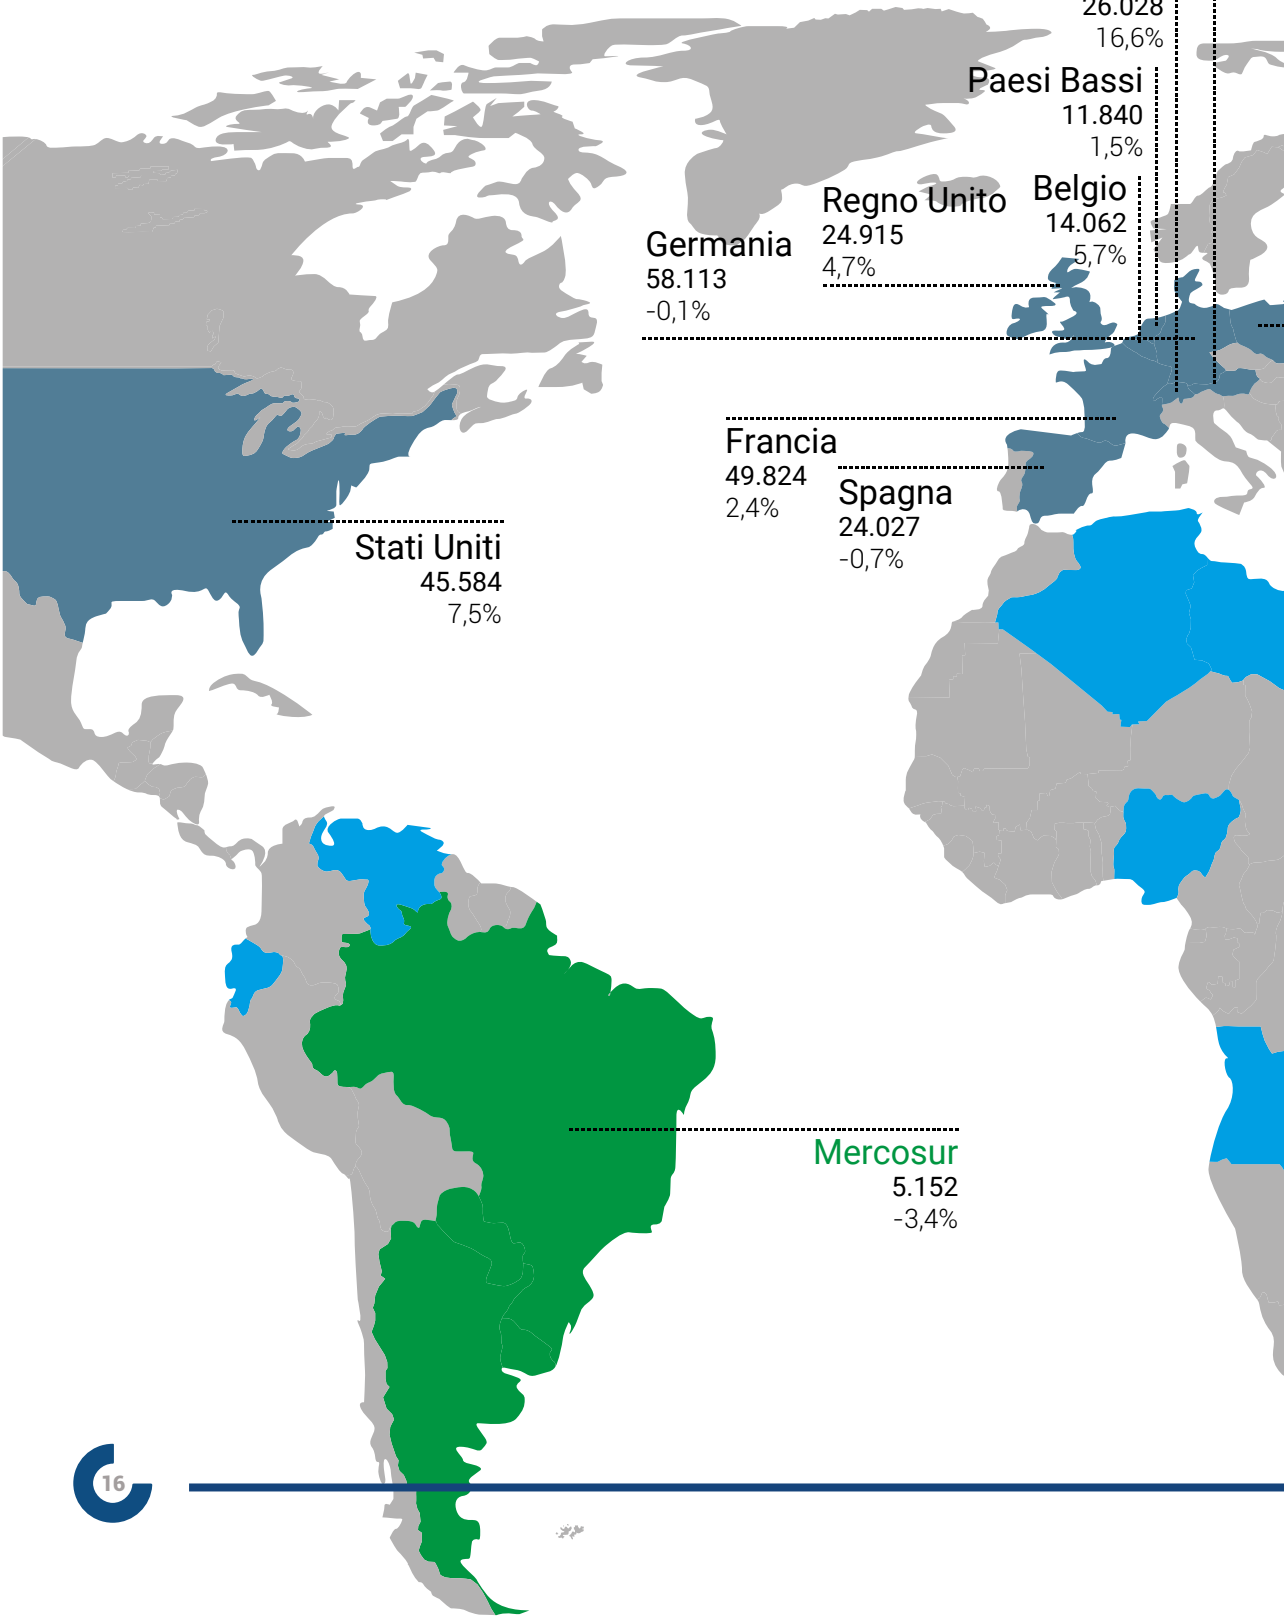 26.028
16,6%
Paesi Bassi
11.840
1,5%
Belgio
14.062
5,7%
Regno Unito
24.915
4,7%
Germania
58.113
-0,1%
Francia
49.824
2,4%
Spagna
24.027
-0,7%
Stati Uniti
45.584
7,5%
Mercosur
5.152
-3,4%
16